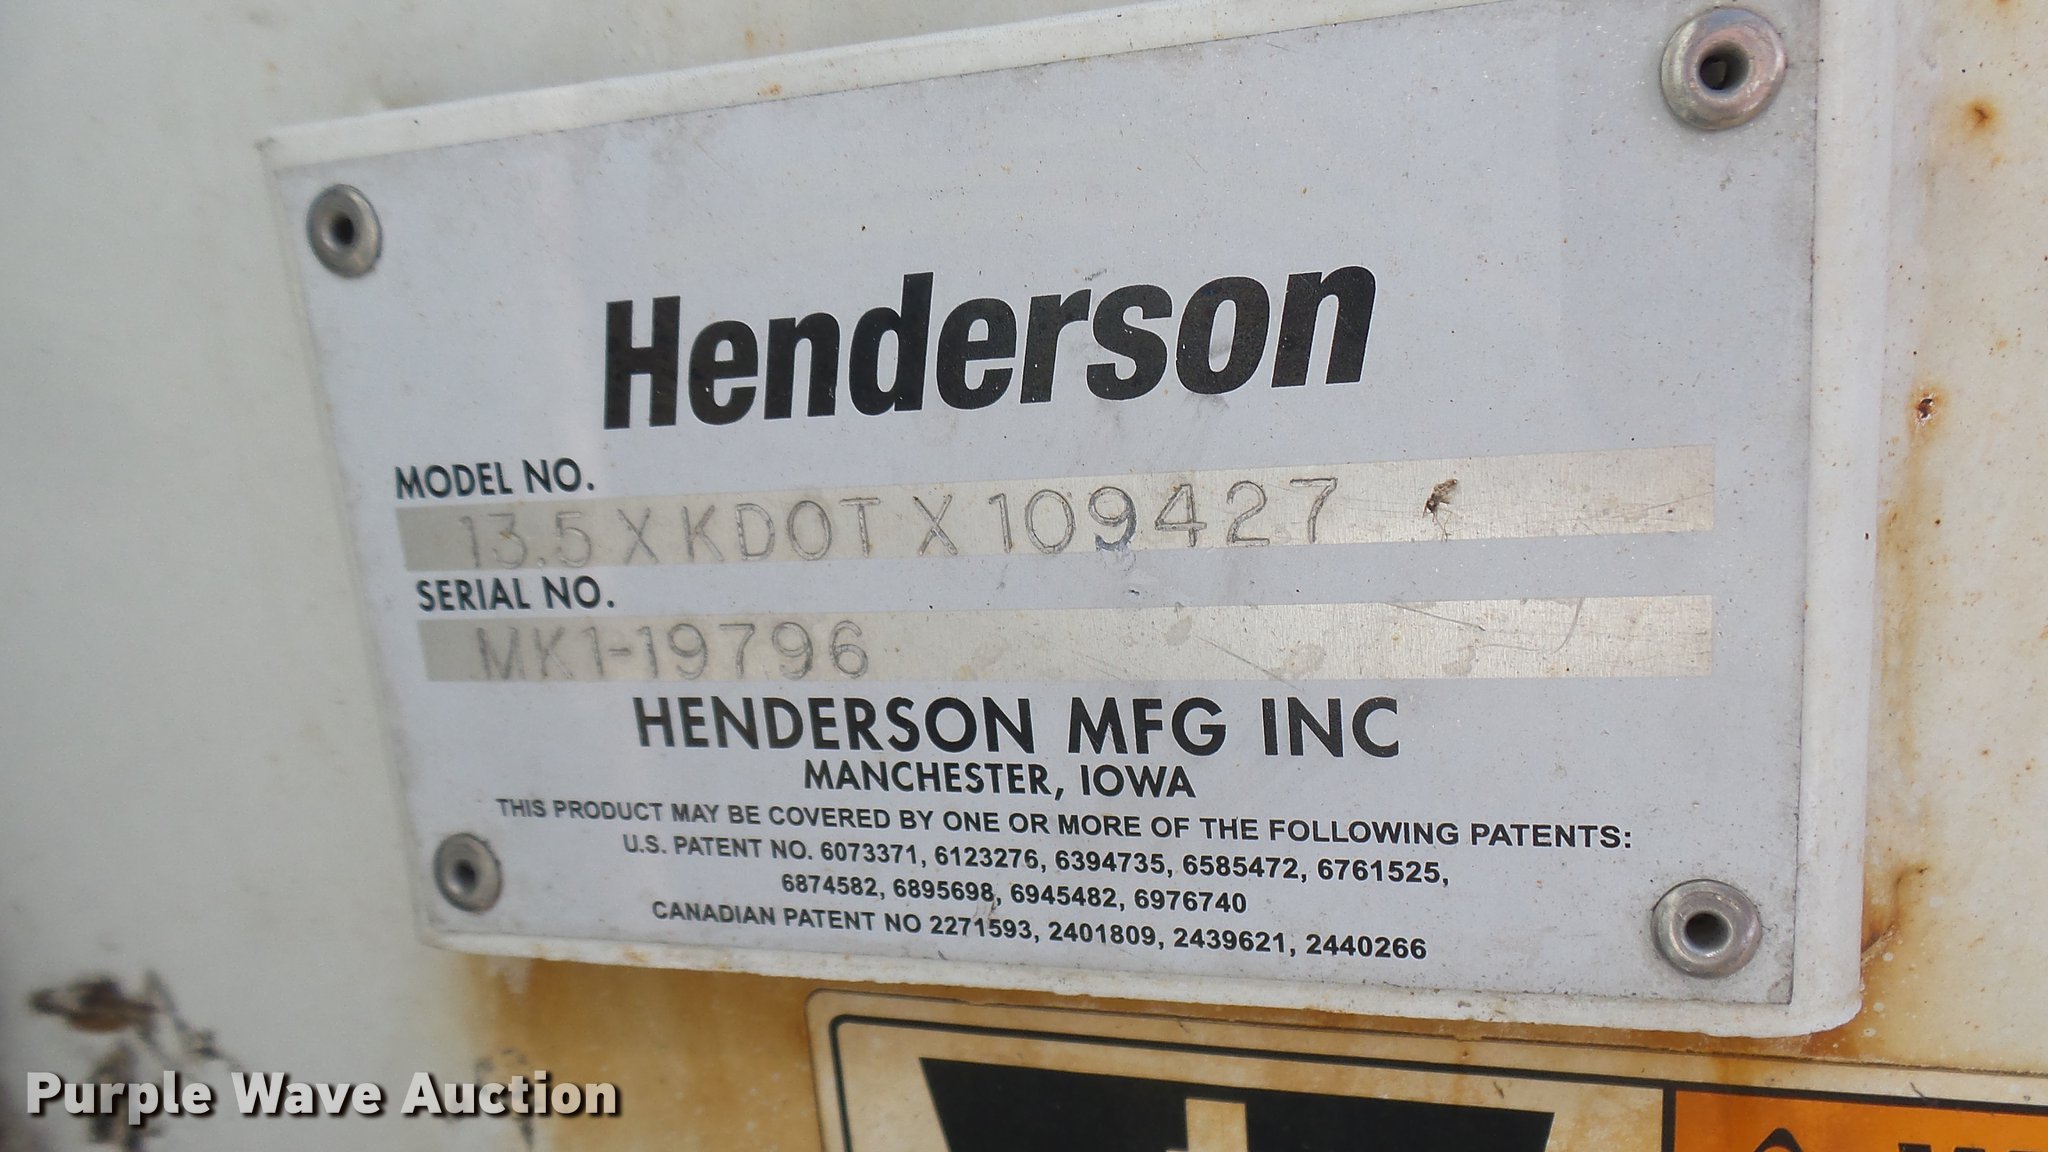 Henderson
MODEL NO.
13.5 X KDOT X 109427
SERIAL NO.
MK1-19796
HENDERSON MFG INC
MANCHESTER, IOWA
THIS PRODUCT MAY BE COVERED BY ONE OR MORE OF THE FOLLOWING PATENTS:
U.S. PATENT NO. 6073371, 6123276, 6394735, 6585472, 6761525,
6874582, 6895698, 6945482, 6976740
CANADIAN PATENT NO 2271593, 2401809, 2439621, 2440266
Purple Wave Auction